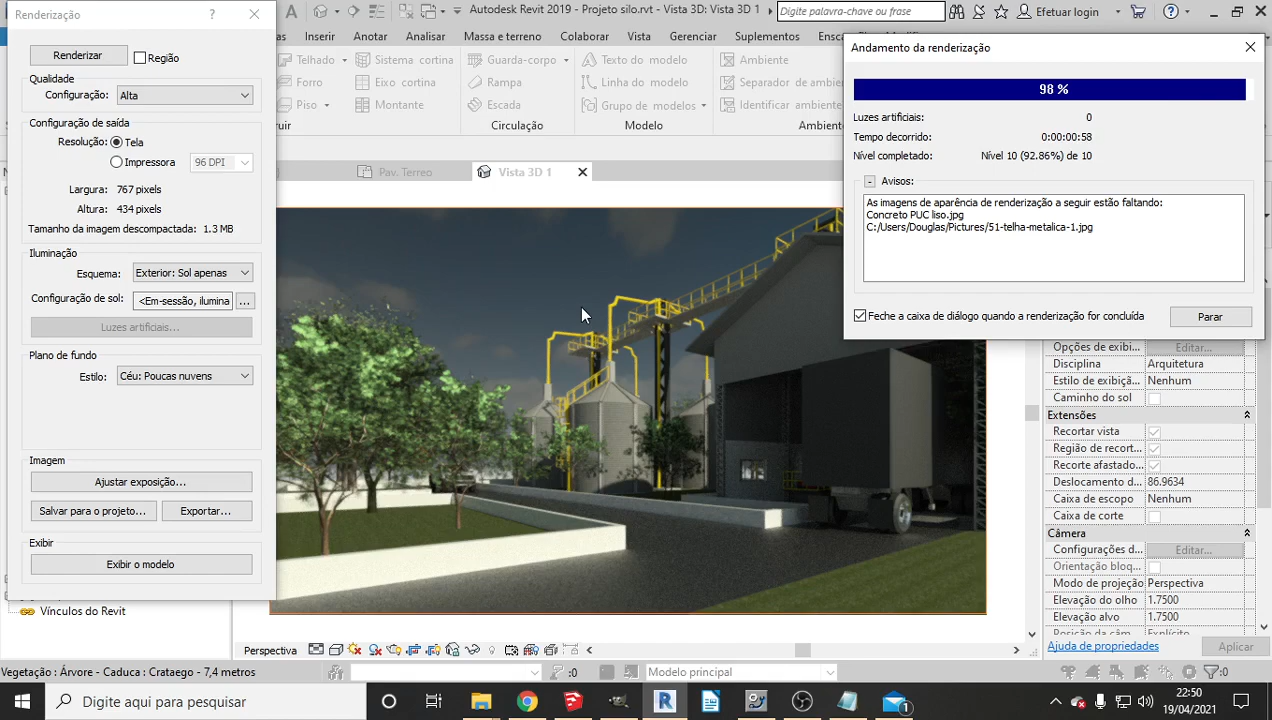 Renderização
Autodesk Revit 2019 - Projeto silo.rvt - Vista 3D: Vista 3D 1
Digite palavra-chave ou frase
Efetuar login
Inserir
Anotar
Analisar
Massa e terreno
Colaborar
Vista
Gerenciar
Suplementos
Telhado
Sistema cortina
Guarda-corpo
Texto do modelo
Ambiente
Forro
Eixo cortina
Rampa
Linha do modelo
Separador de
Piso
Montante
Escada
Grupo de modelos
Identificar
Circulação
Modelo
Pav. Terreo
Vista 3D 1
Renderizar
Região
Qualidade
Configuração:
Alta
Configuração de saída
Resolução:
Tela
Impressora
96 DPI
Largura:
767 pixels
Altura:
434 pixels
Tamanho da imagem descompactada:
1.3 MB
Iluminação
Esquema:
Exterior: Sol apenas
Configuração de sol:
<Em-sessão, ilumina
...
Luzes artificiais...
Plano de fundo
Estilo:
Céu: Poucas nuvens
Imagem
Ajustar exposição...
Salvar para o projeto...
Exportar...
Exibir
Exibir o modelo
Vínculos do Revit
Andamento da renderização
98 %
Luzes artificiais:
0
Tempo decorrido:
0:00:00:58
Nível completado:
Nível 10 (92.86%) de 10
Avisos:
As imagens de aparência de renderização a seguir estão faltando:
Concreto PUC liso.jpg
C:/Users/Douglas/Pictures/51-telha-metalica-1.jpg
Feche a caixa de diálogo quando a renderização for concluída
Parar
Opções de exibi...
Editar...
Disciplina
Arquitetura
Estilo de exibiçã...
Nenhum
Caminho do sol
Extensões
Recortar vista
Região de recort...
Recorte afastado...
Deslocamento d...
86.9634
Caixa de escopo
Nenhum
Caixa de corte
Câmera
Configurações d...
Editar...
Orientação bloq...
Modo de projeção
Perspectiva
Elevação do olho
1.7500
Elevação alvo
1.7500
Ajuda de propriedades
Aplicar
Perspectiva
Vegetação : Árvore - Caduca : Crataego - 7,4 metros
:0
Modelo principal
:0
Digite aqui para pesquisar
1
22:50
19/04/2021